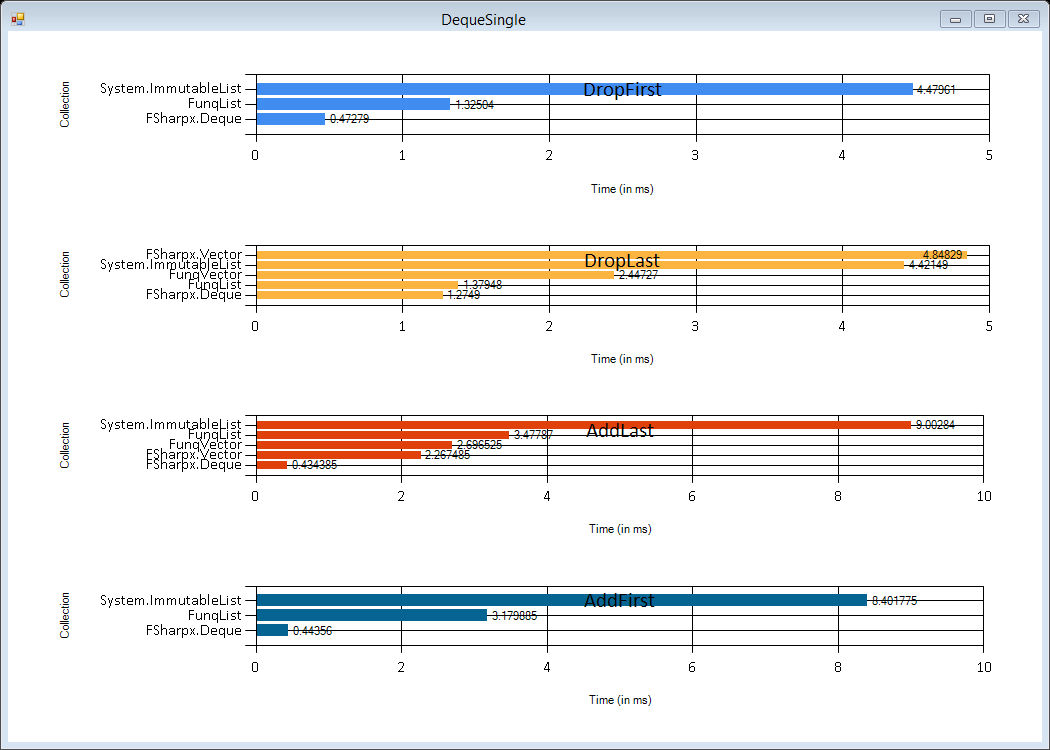 DequeSingle
DropFirst
Collection
System.ImmutableList 4.47961
FunqList 1.32504
FSharpx.Deque 0.47279
0 1 2 3 4 5
Time (in ms)
DropLast
Collection
FSharpx.Vector 4.84829
System.ImmutableList 4.42149
FunqVector 2.44727
FunqList 1.37948
FSharpx.Deque 1.2749
0 1 2 3 4 5
Time (in ms)
AddLast
Collection
System.ImmutableList 9.00284
FunqList 3.47787
FunqVector 2.696525
FSharpx.Vector 2.267485
FSharpx.Deque 0.434385
0 2 4 6 8 10
Time (in ms)
AddFirst
Collection
System.ImmutableList 8.401775
FunqList 3.179885
FSharpx.Deque 0.44356
0 2 4 6 8 10
Time (in ms)